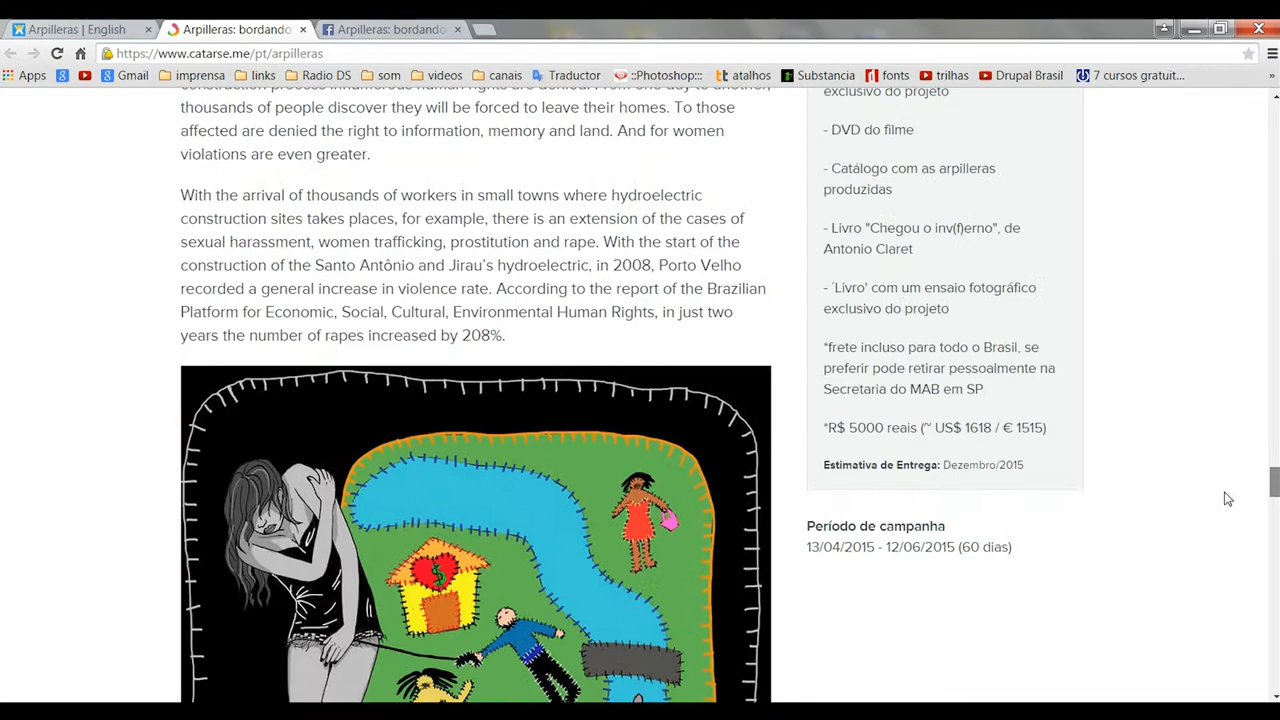 Arpilleras | English
Arpilleras: bordando
Arpilleras: bordando
https://www.catarse.me/pt/arpilleras
Apps
Gmail
imprensa
links
Radio DS
som
videos
canais
Traductor
::Photoshop::
atalhos
Substancia
fonts
trilhas
Drupal Brasil
7 cursos gratuit...
»
thousands of people discover they will be forced to leave their homes. To those
affected are denied the right to information, memory and land. And for women
violations are even greater.
With the arrival of thousands of workers in small towns where hydroelectric
construction sites takes places, for example, there is an extension of the cases of
sexual harassment, women trafficking, prostitution and rape. With the start of the
construction of the Santo Antônio and Jirau's hydroelectric, in 2008, Porto Velho
recorded a general increase in violence rate. According to the report of the Brazilian
Platform for Economic, Social, Cultural, Environmental Human Rights, in just two
years the number of rapes increased by 208%.
exclusivo do projeto
- DVD do filme
- Catálogo com as arpilleras
produzidas
- Livro "Chegou o inv(f)erno", de
Antonio Claret
- ´Livro' com um ensaio fotográfico
exclusivo do projeto
*frete incluso para todo o Brasil, se
preferir pode retirar pessoalmente na
Secretaria do MAB em SP
*R$ 5000 reais (~ US$ 1618 / € 1515)
Estimativa de Entrega: Dezembro/2015
Período de campanha
13/04/2015 - 12/06/2015 (60 dias)
$